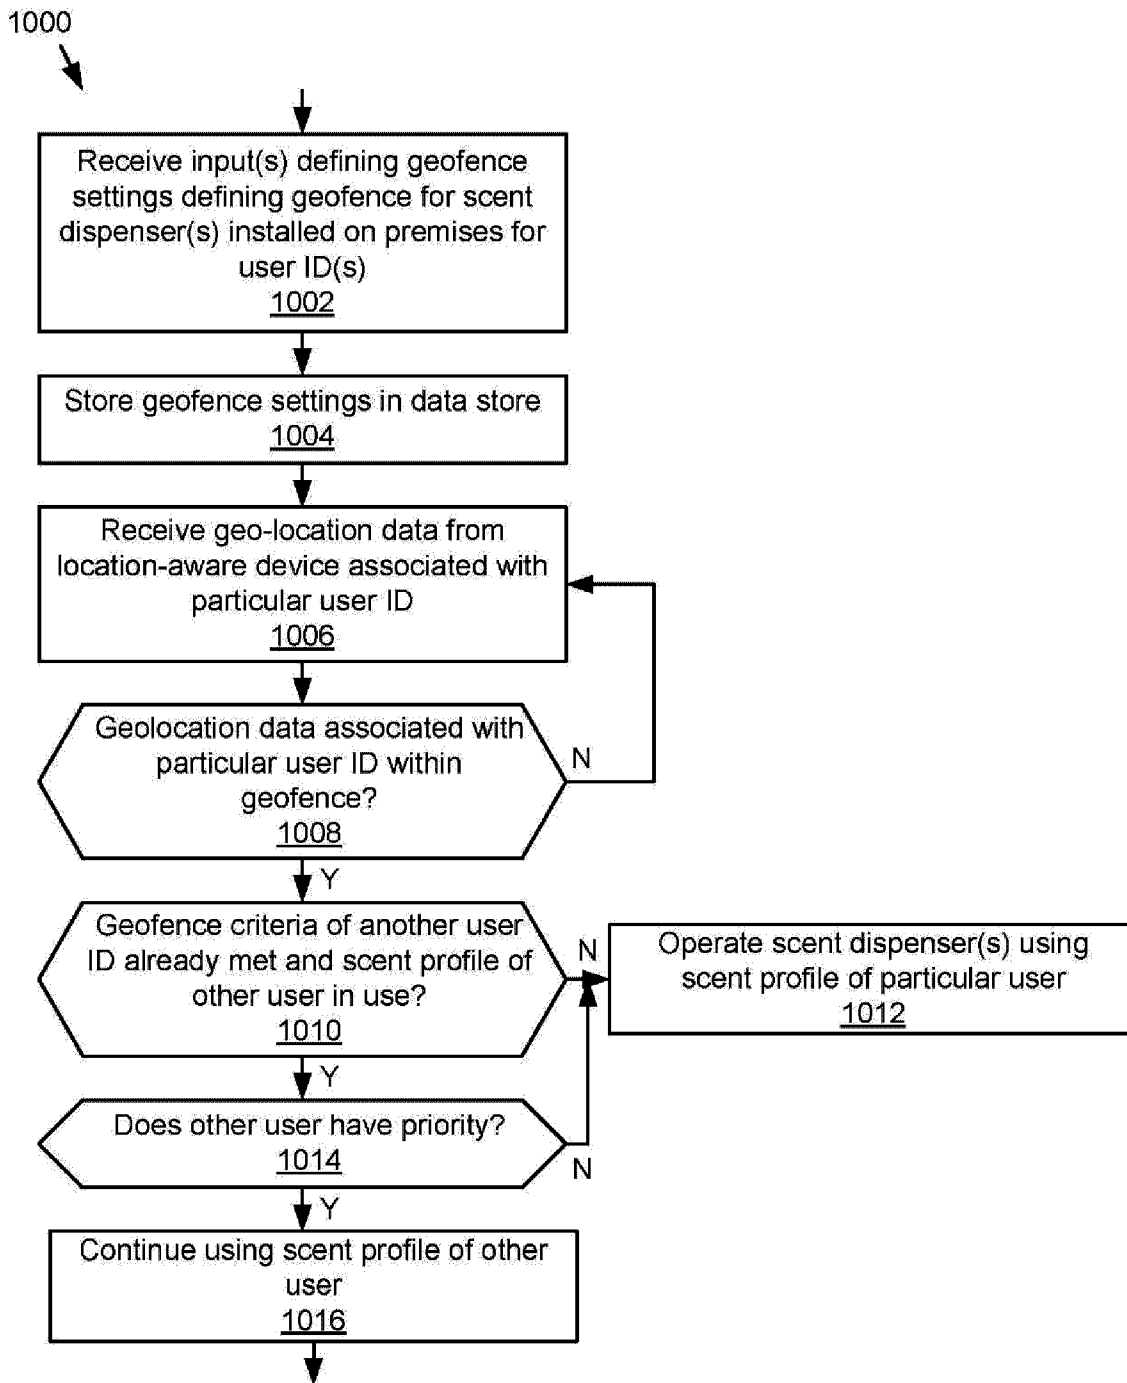 1000
Receive input(s) defining geofence
settings defining geofence for scent
dispenser(s) installed on premises for
user ID(s)
1002
Store geofence settings in data store
1004
Receive geo-location data from
location-aware device associated with
particular user ID
1006
Geolocation data associated with
particular user ID within
geofence?
1008
N
Y
Geofence criteria of another user
ID already met and scent profile of
other user in use?
1010
N
Operate scent dispenser(s) using
scent profile of particular user
1012
Y
Does other user have priority?
1014
N
Y
Continue using scent profile of other
user
1016